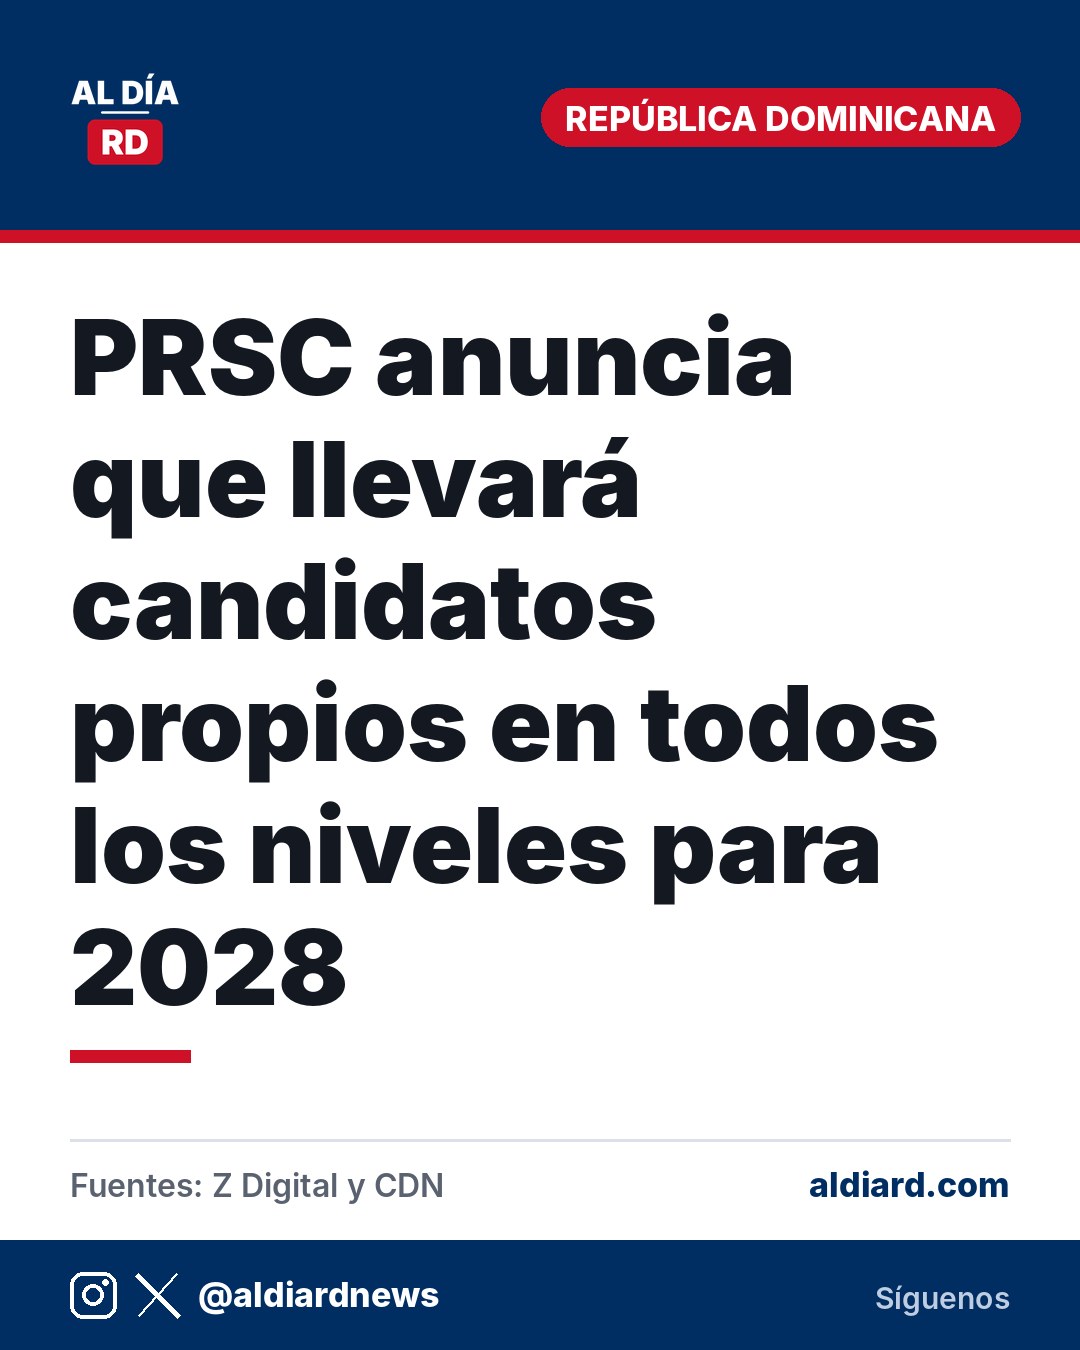 AL DÍA
RD
REPÚBLICA DOMINICANA
PRSC anuncia
que llevará
candidatos
propios en todos
los niveles para
2028
Fuentes: Z Digital y CDN
aldiard.com
@aldiardnews
Síguenos